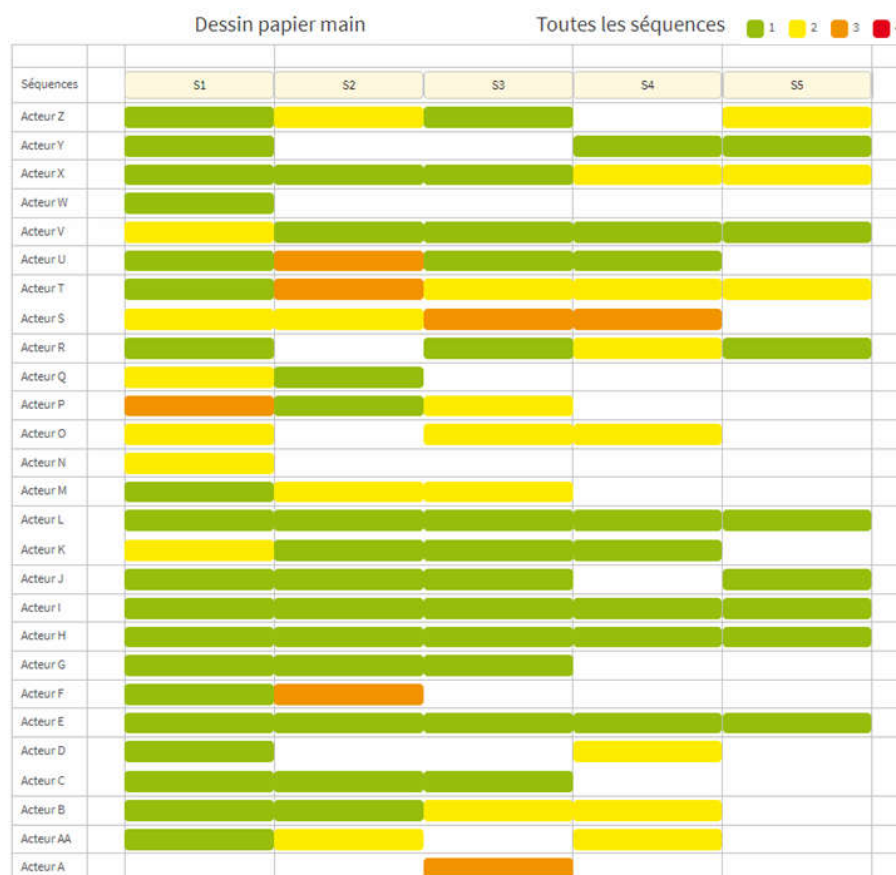 Dessin papier main Toutes les séquences 1 2 3
Séquences S1 S2 S3 S4 S5
Acteur Z
Acteur Y
Acteur X
Acteur W
Acteur V
Acteur U
Acteur T
Acteur S
Acteur R
Acteur Q
Acteur P
Acteur O
Acteur N
Acteur M
Acteur L
Acteur K
Acteur J
Acteur I
Acteur H
Acteur G
Acteur F
Acteur E
Acteur D
Acteur C
Acteur B
Acteur AA
Acteur A